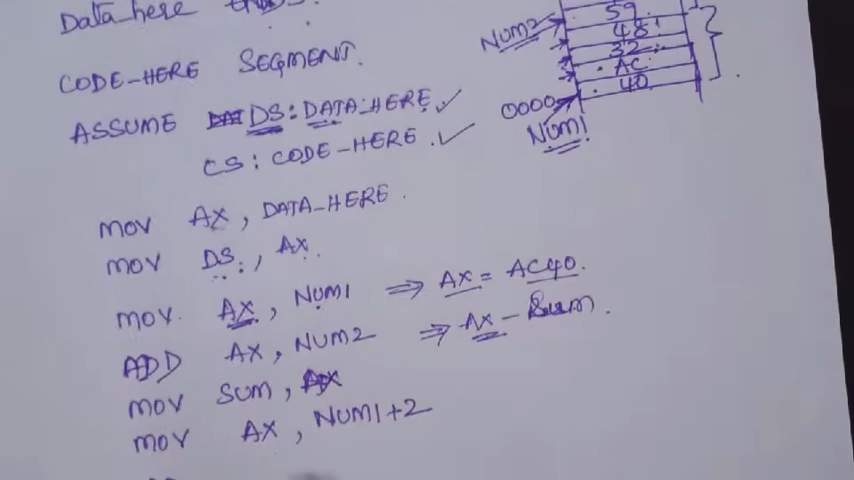 Data_here ENDS.
CODE-HERE SEGMENT.
ASSUME DS: DATA-HERE
CS: CODE-HERE.
MOV AX, DATA-HERE.
MOV DS, AX.
MOV. AX, NUM1 ⇒ AX = AC40.
ADD AX, NUM2 ⇒ AX - Sum.
MOV SUM, AX
MOV AX, NUM1+2
59
NUM2
48
32
AC
40
0000
NUM1